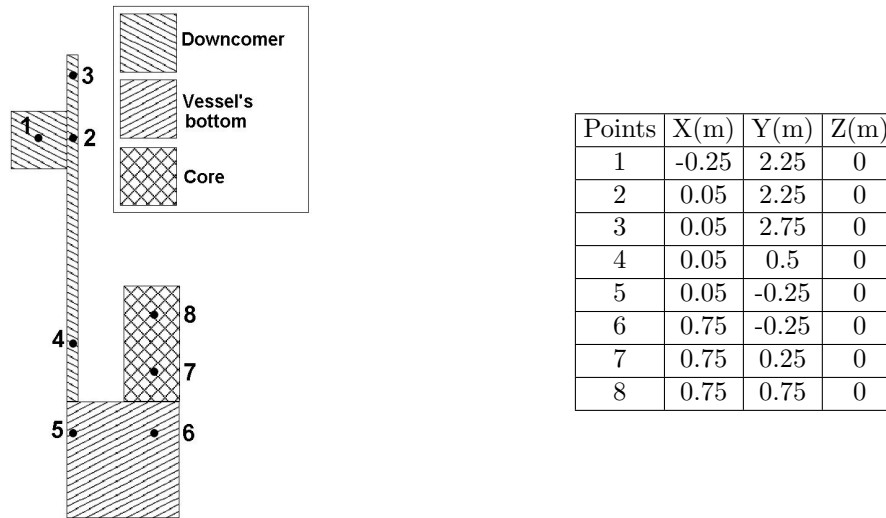 Downcomer
Vessel's
bottom
Core
3
1
2
8
4
7
5
6
Points X(m) Y(m) Z(m)
1 -0.25 2.25 0
2 0.05 2.25 0
3 0.05 2.75 0
4 0.05 0.5 0
5 0.05 -0.25 0
6 0.75 -0.25 0
7 0.75 0.25 0
8 0.75 0.75 0